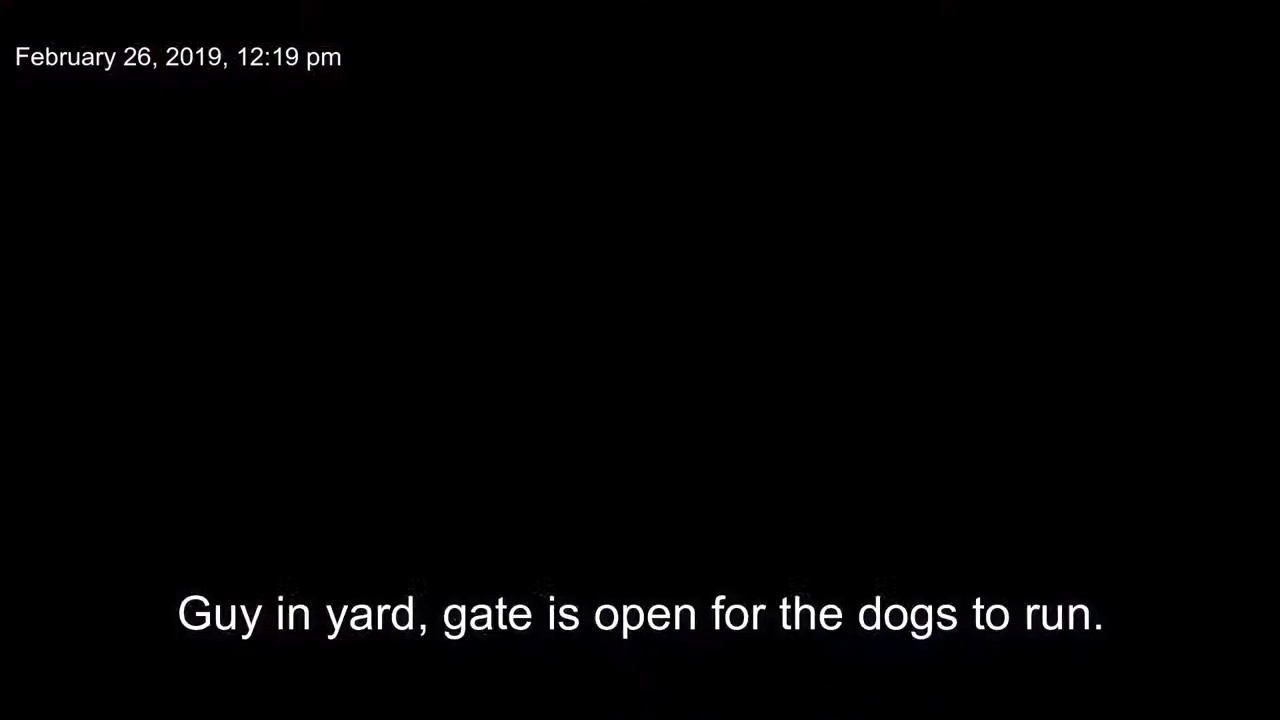 February 26, 2019, 12:19 pm
Guy in yard, gate is open for the dogs to run.